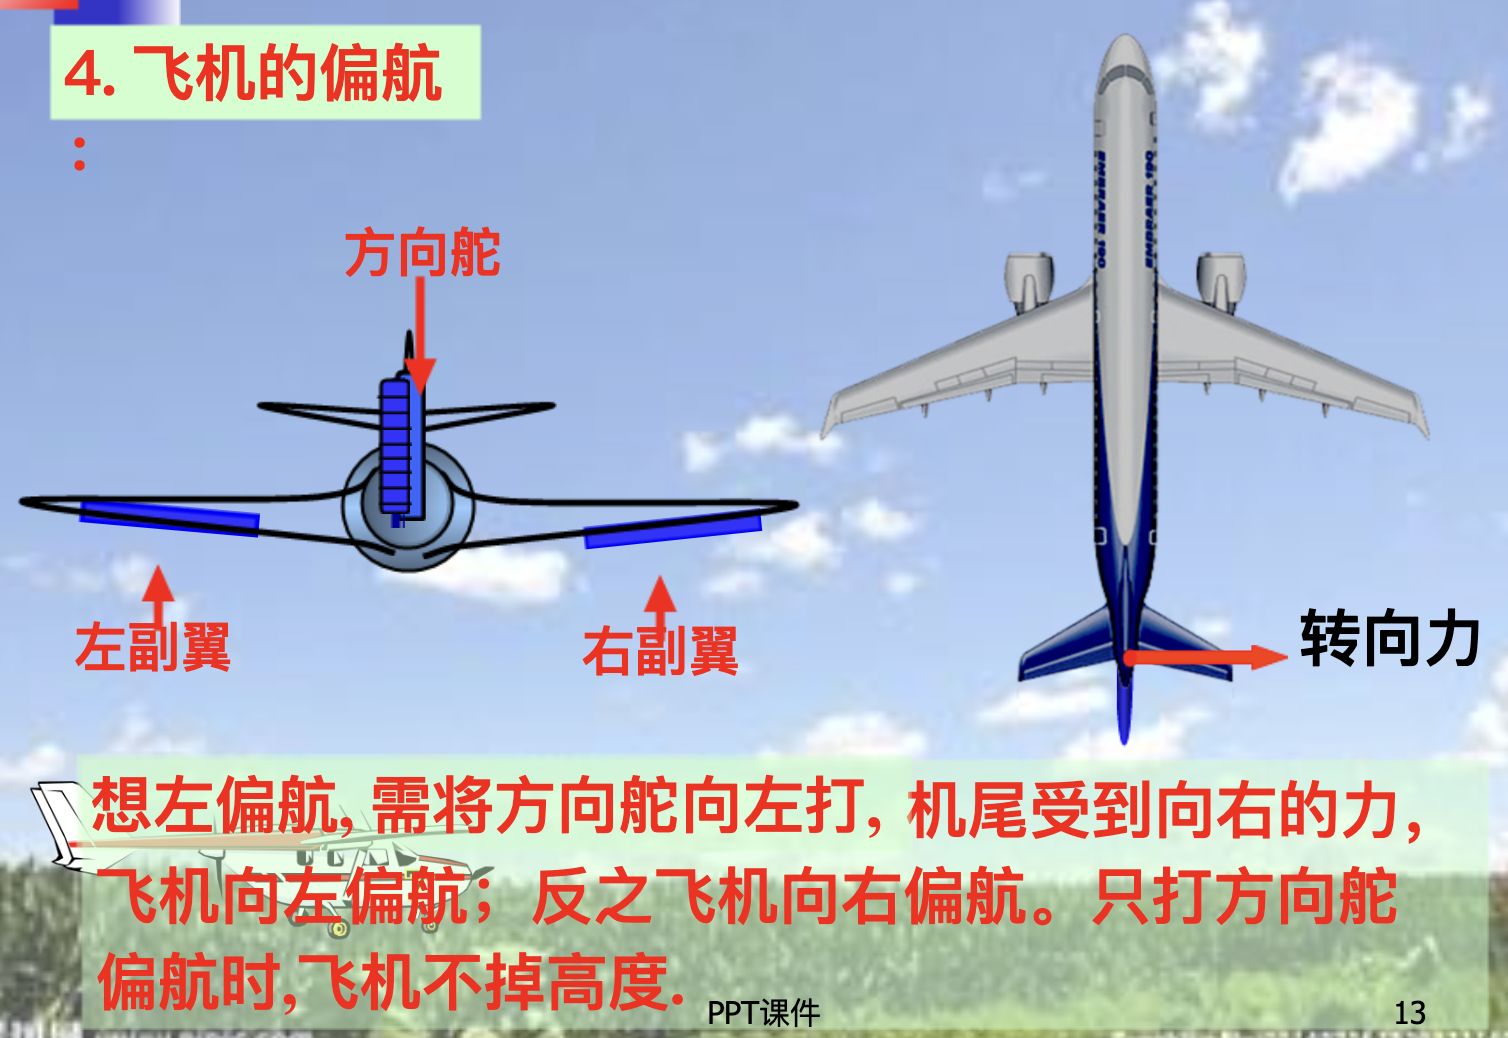 4. 飞机的偏航
:
方向舵
EMBRAER 190
EMBRAER 190
左副翼
右副翼
转向力
想左偏航, 需将方向舵向左打, 机尾受到向右的力,
飞机向左偏航；反之飞机向右偏航。只打方向舵
偏航时,飞机不掉高度.
PPT课件
13